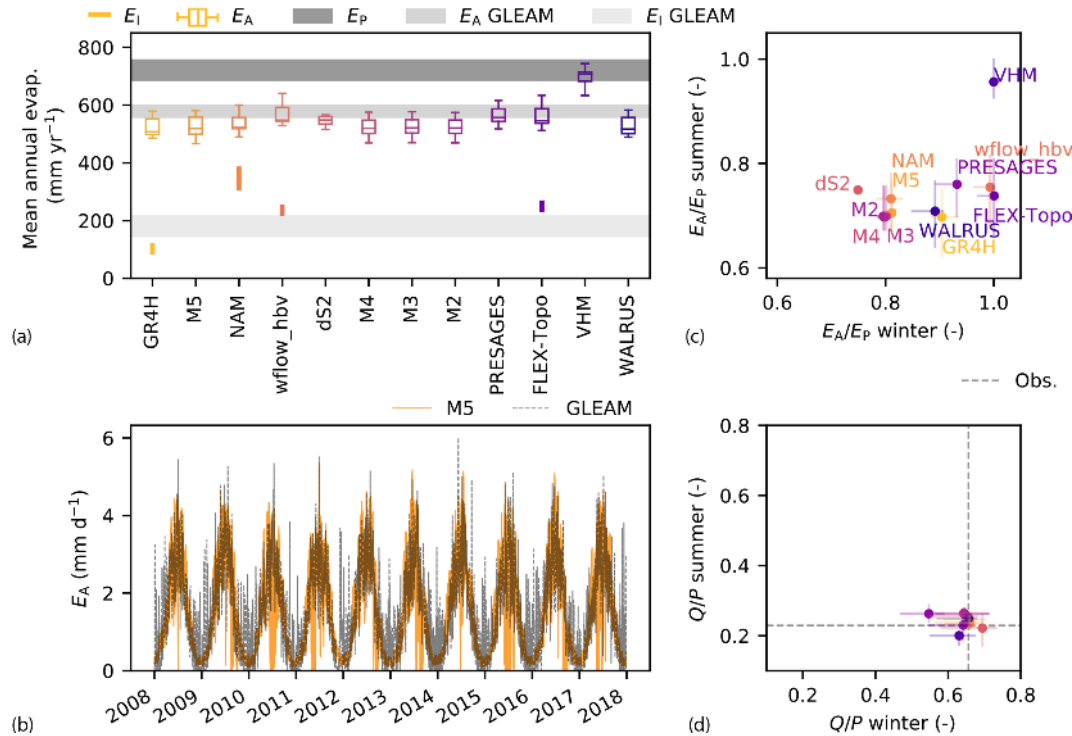 E_I E_A E_P E_A GLEAM E_I GLEAM
Mean annual evap.
(mm yr⁻¹)
800
600
400
200
0
GR4H
M5
NAM
wflow_hbv
dS2
M4
M3
M2
PRESAGES
FLEX-Topo
VHM
WALRUS
(a)
E_A/E_P summer (-)
1.0
0.8
0.6
VHM
wflow_hbv
NAM
PRESAGES
M5
dS2
M2
FLEX-Topo
WALRUS
M4 M3
GR4H
0.6 0.8 1.0
E_A/E_P winter (-)
(c)
M5 GLEAM
E_A (mm d⁻¹)
6
4
2
0
2008 2009 2010 2011 2012 2013 2014 2015 2016 2017 2018
(b)
Obs.
Q/P summer (-)
0.8
0.6
0.4
0.2
0.2 0.4 0.6 0.8
Q/P winter (-)
(d)